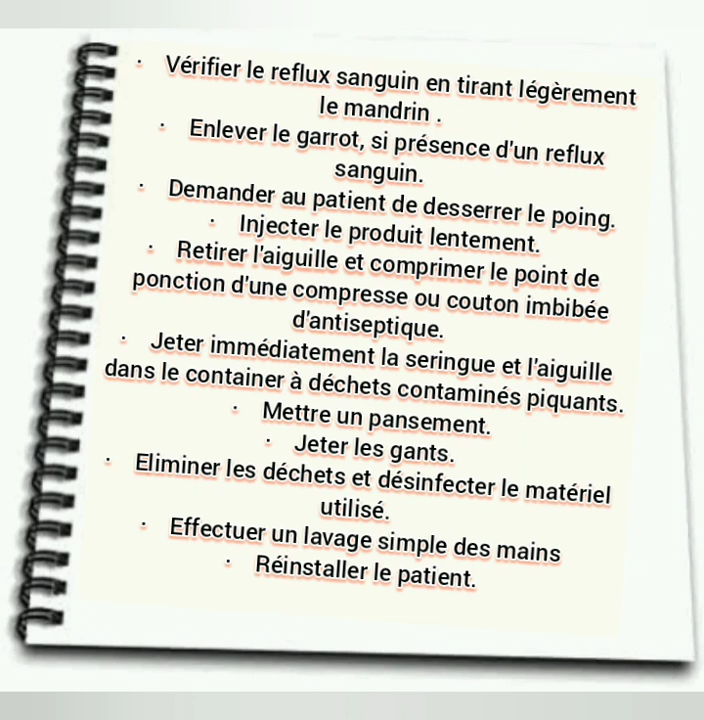 · Vérifier le reflux sanguin en tirant légèrement
le mandrin .
· Enlever le garrot, si présence d'un reflux
sanguin.
· Demander au patient de desserrer le poing.
· Injecter le produit lentement.
· Retirer l'aiguille et comprimer le point de
ponction d'une compresse ou couton imbibée
d'antiseptique.
· Jeter immédiatement la seringue et l'aiguille
dans le container à déchets contaminés piquants.
· Mettre un pansement.
· Jeter les gants.
· Eliminer les déchets et désinfecter le matériel
utilisé.
· Effectuer un lavage simple des mains
· Réinstaller le patient.